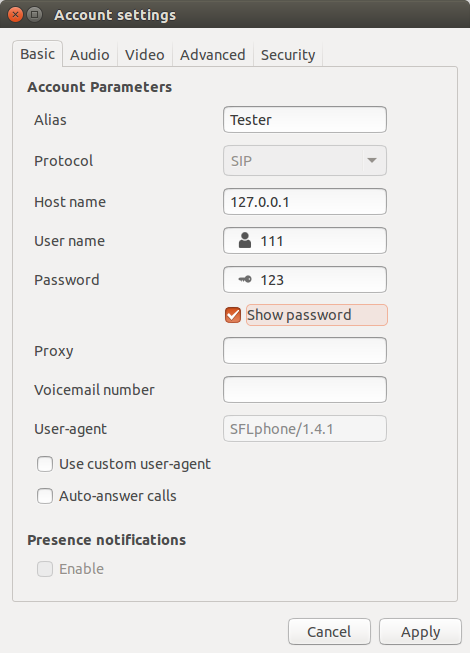 Account settings
Basic Audio Video Advanced Security
Account Parameters
Alias Tester
Protocol SIP
Host name 127.0.0.1
User name 111
Password 123
Show password
Proxy
Voicemail number
User-agent SFLphone/1.4.1
Use custom user-agent
Auto-answer calls
Presence notifications
Enable
Cancel Apply